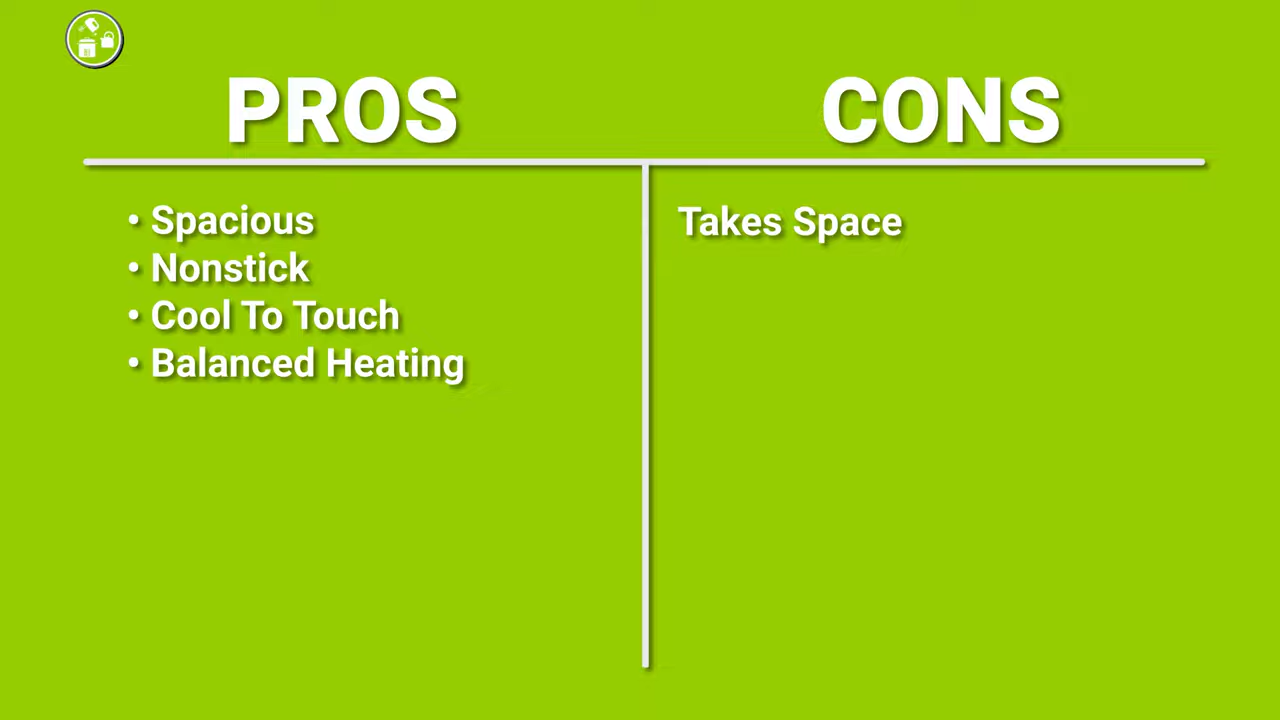 PROS
CONS
• Spacious
• Nonstick
• Cool To Touch
• Balanced Heating
Takes Space